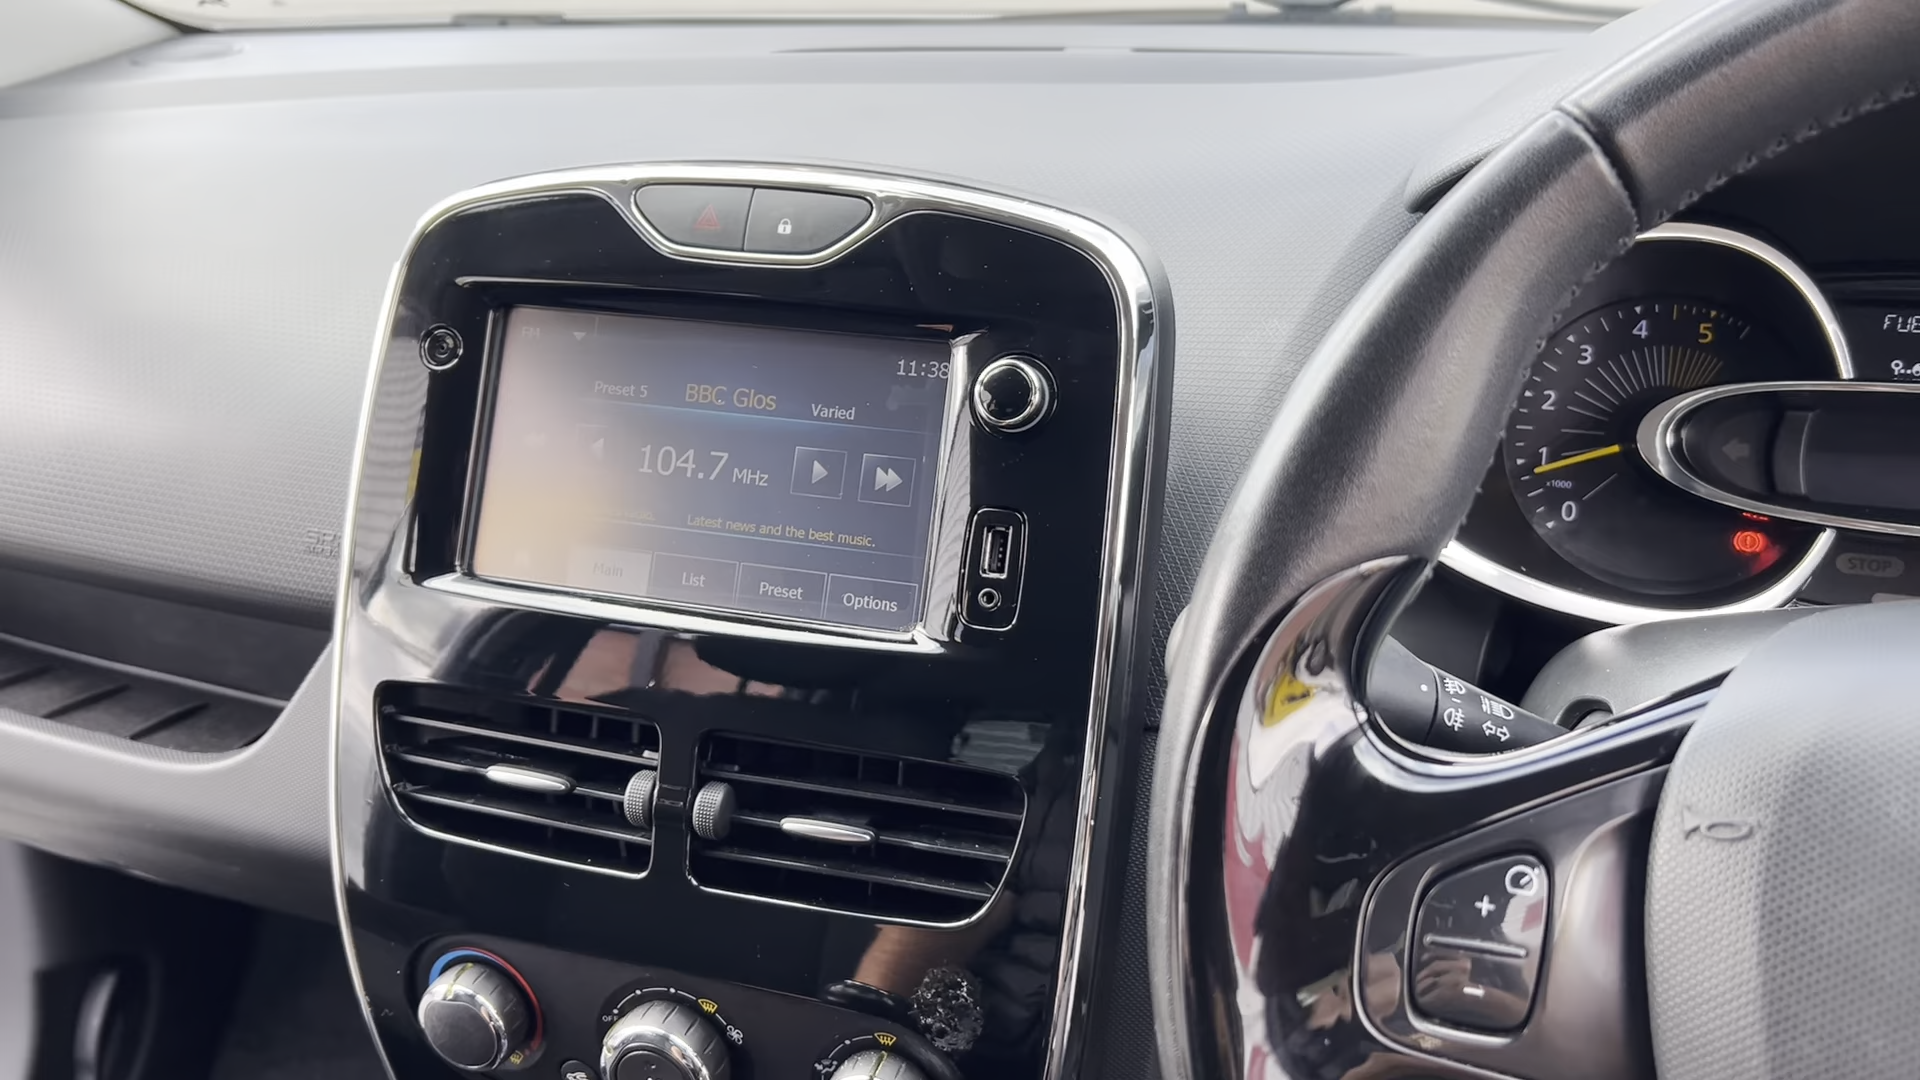 FM
11:38
Preset 5 BBC Glos Varied
104.7 MHz
Latest news and the best music.
Main List Preset Options
OFF
0 1 2 3 4 5
x1000
STOP
+
-